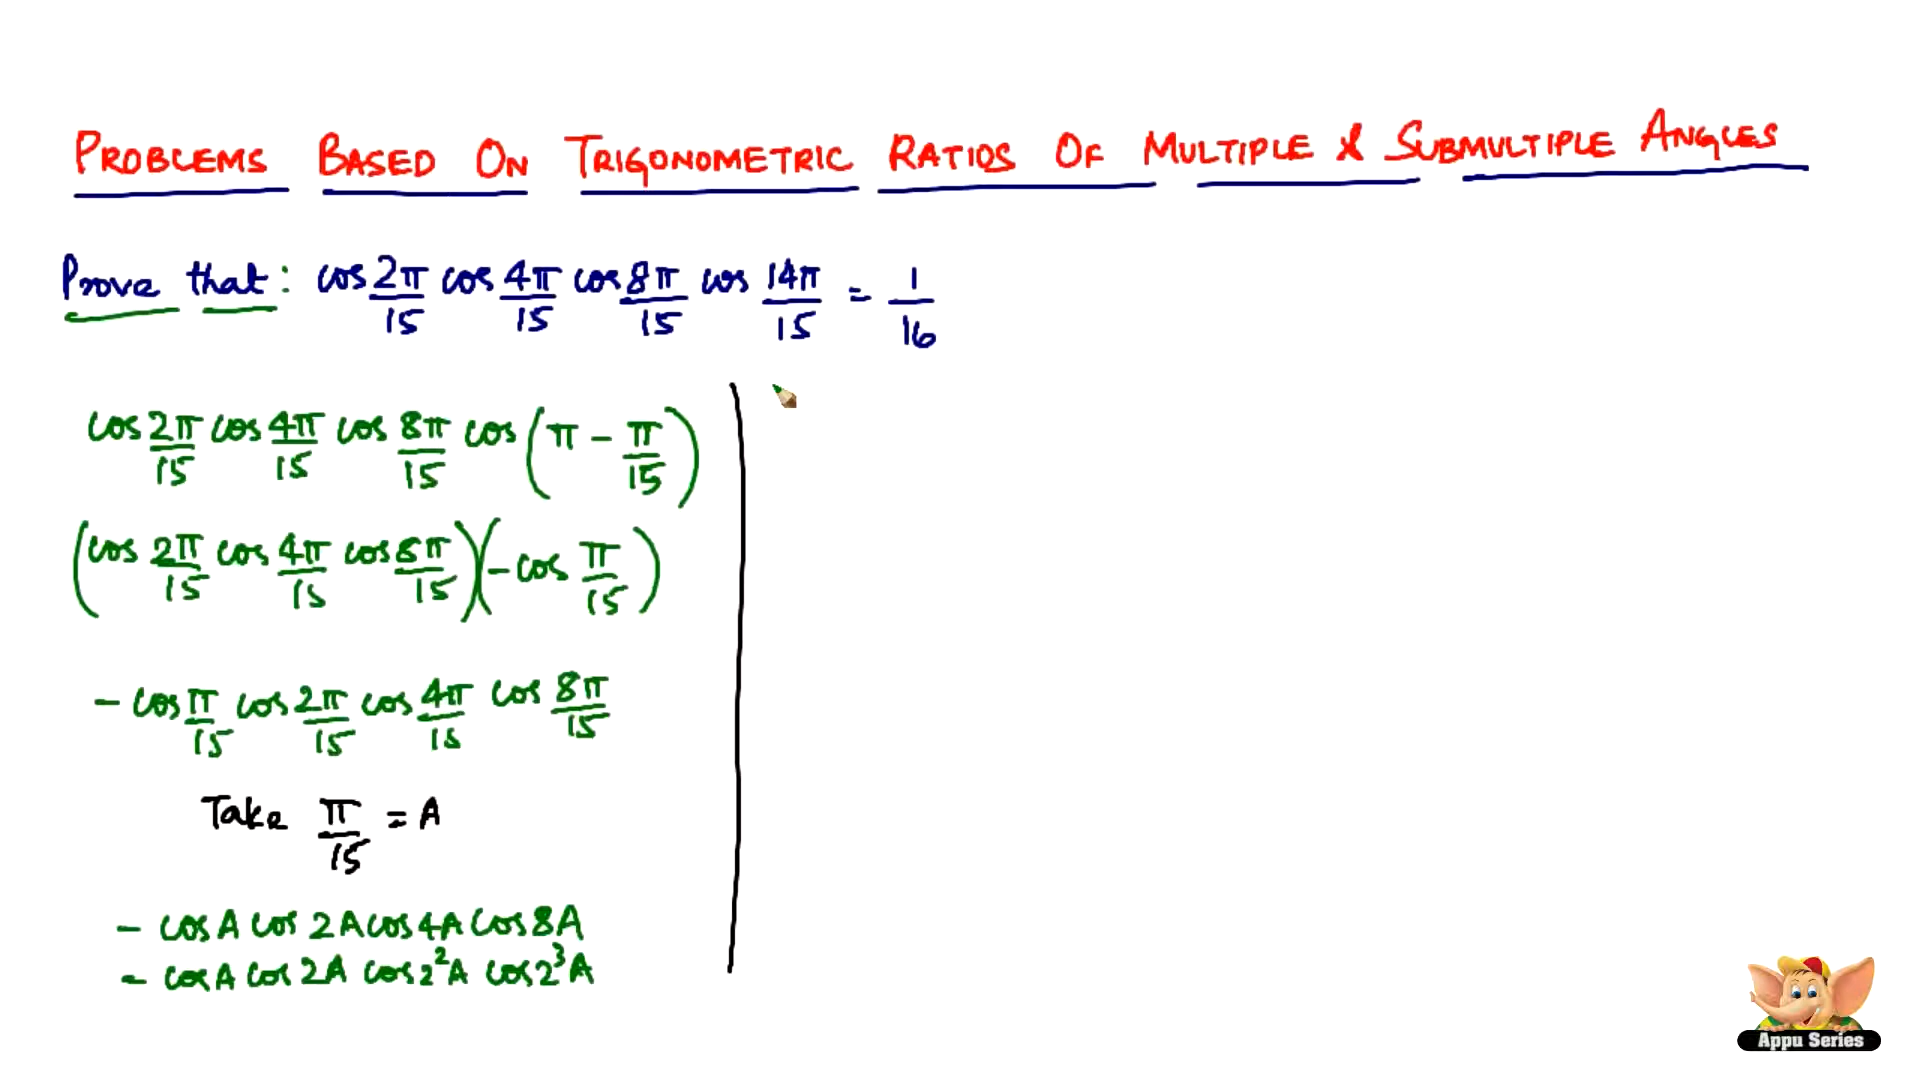 PROBLEMS BASED ON TRIGONOMETRIC RATIOS OF MULTIPLE & SUBMULTIPLE ANGLES
Prove that: cos 2π/15 cos 4π/15 cos 8π/15 cos 14π/15 = 1/16
cos 2π/15 cos 4π/15 cos 8π/15 cos (π − π/15)
(cos 2π/15 cos 4π/15 cos 8π/15)(− cos π/15)
− cos π/15 cos 2π/15 cos 4π/15 cos 8π/15
Take π/15 = A
− cos A cos 2A cos 4A cos 8A
− cos A cos 2A cos 2²A cos 2³A
Appu Series